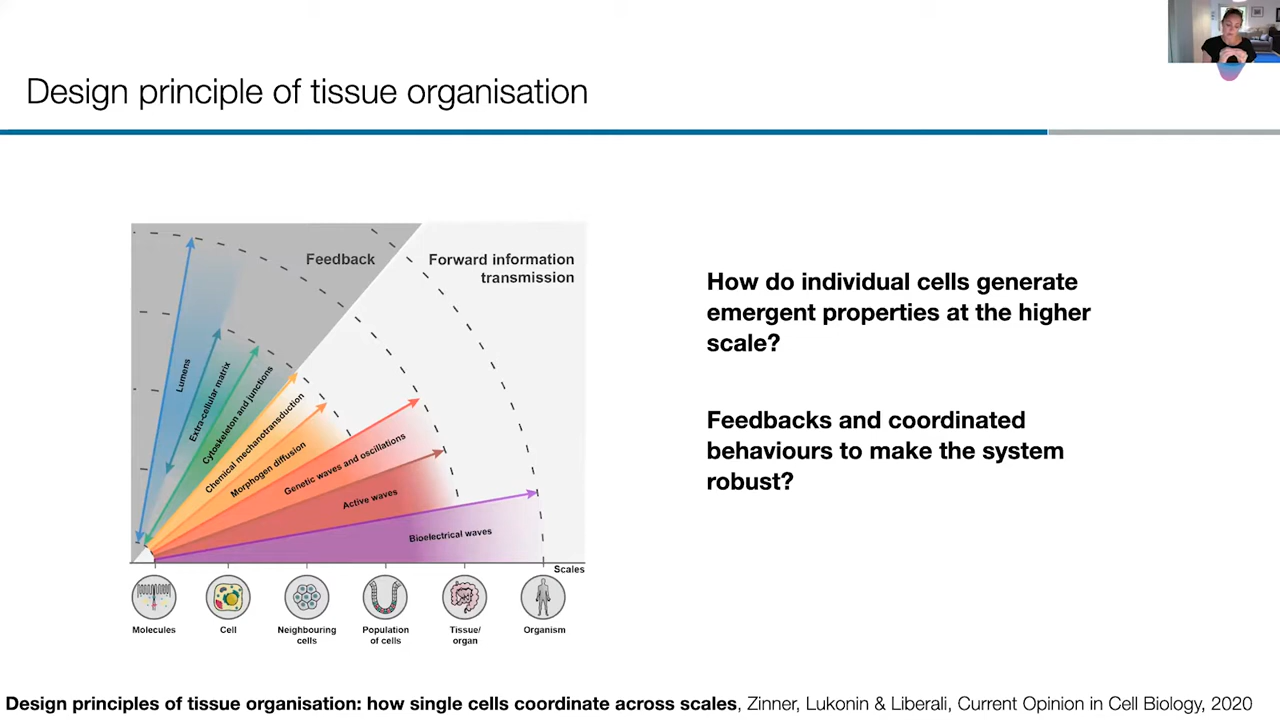 Design principle of tissue organisation
Feedback
Forward information
transmission
Lumens
Extra-cellular matrix
Cytoskeleton and junctions
Chemical mechanotransduction
Morphogen diffusion
Genetic waves and oscillations
Active waves
Bioelectrical waves
Scales
Molecules
Cell
Neighbouring
cells
Population
of cells
Tissue/
organ
Organism
How do individual cells generate
emergent properties at the higher
scale?
Feedbacks and coordinated
behaviours to make the system
robust?
Design principles of tissue organisation: how single cells coordinate across scales, Zinner, Lukonin & Liberali, Current Opinion in Cell Biology, 2020